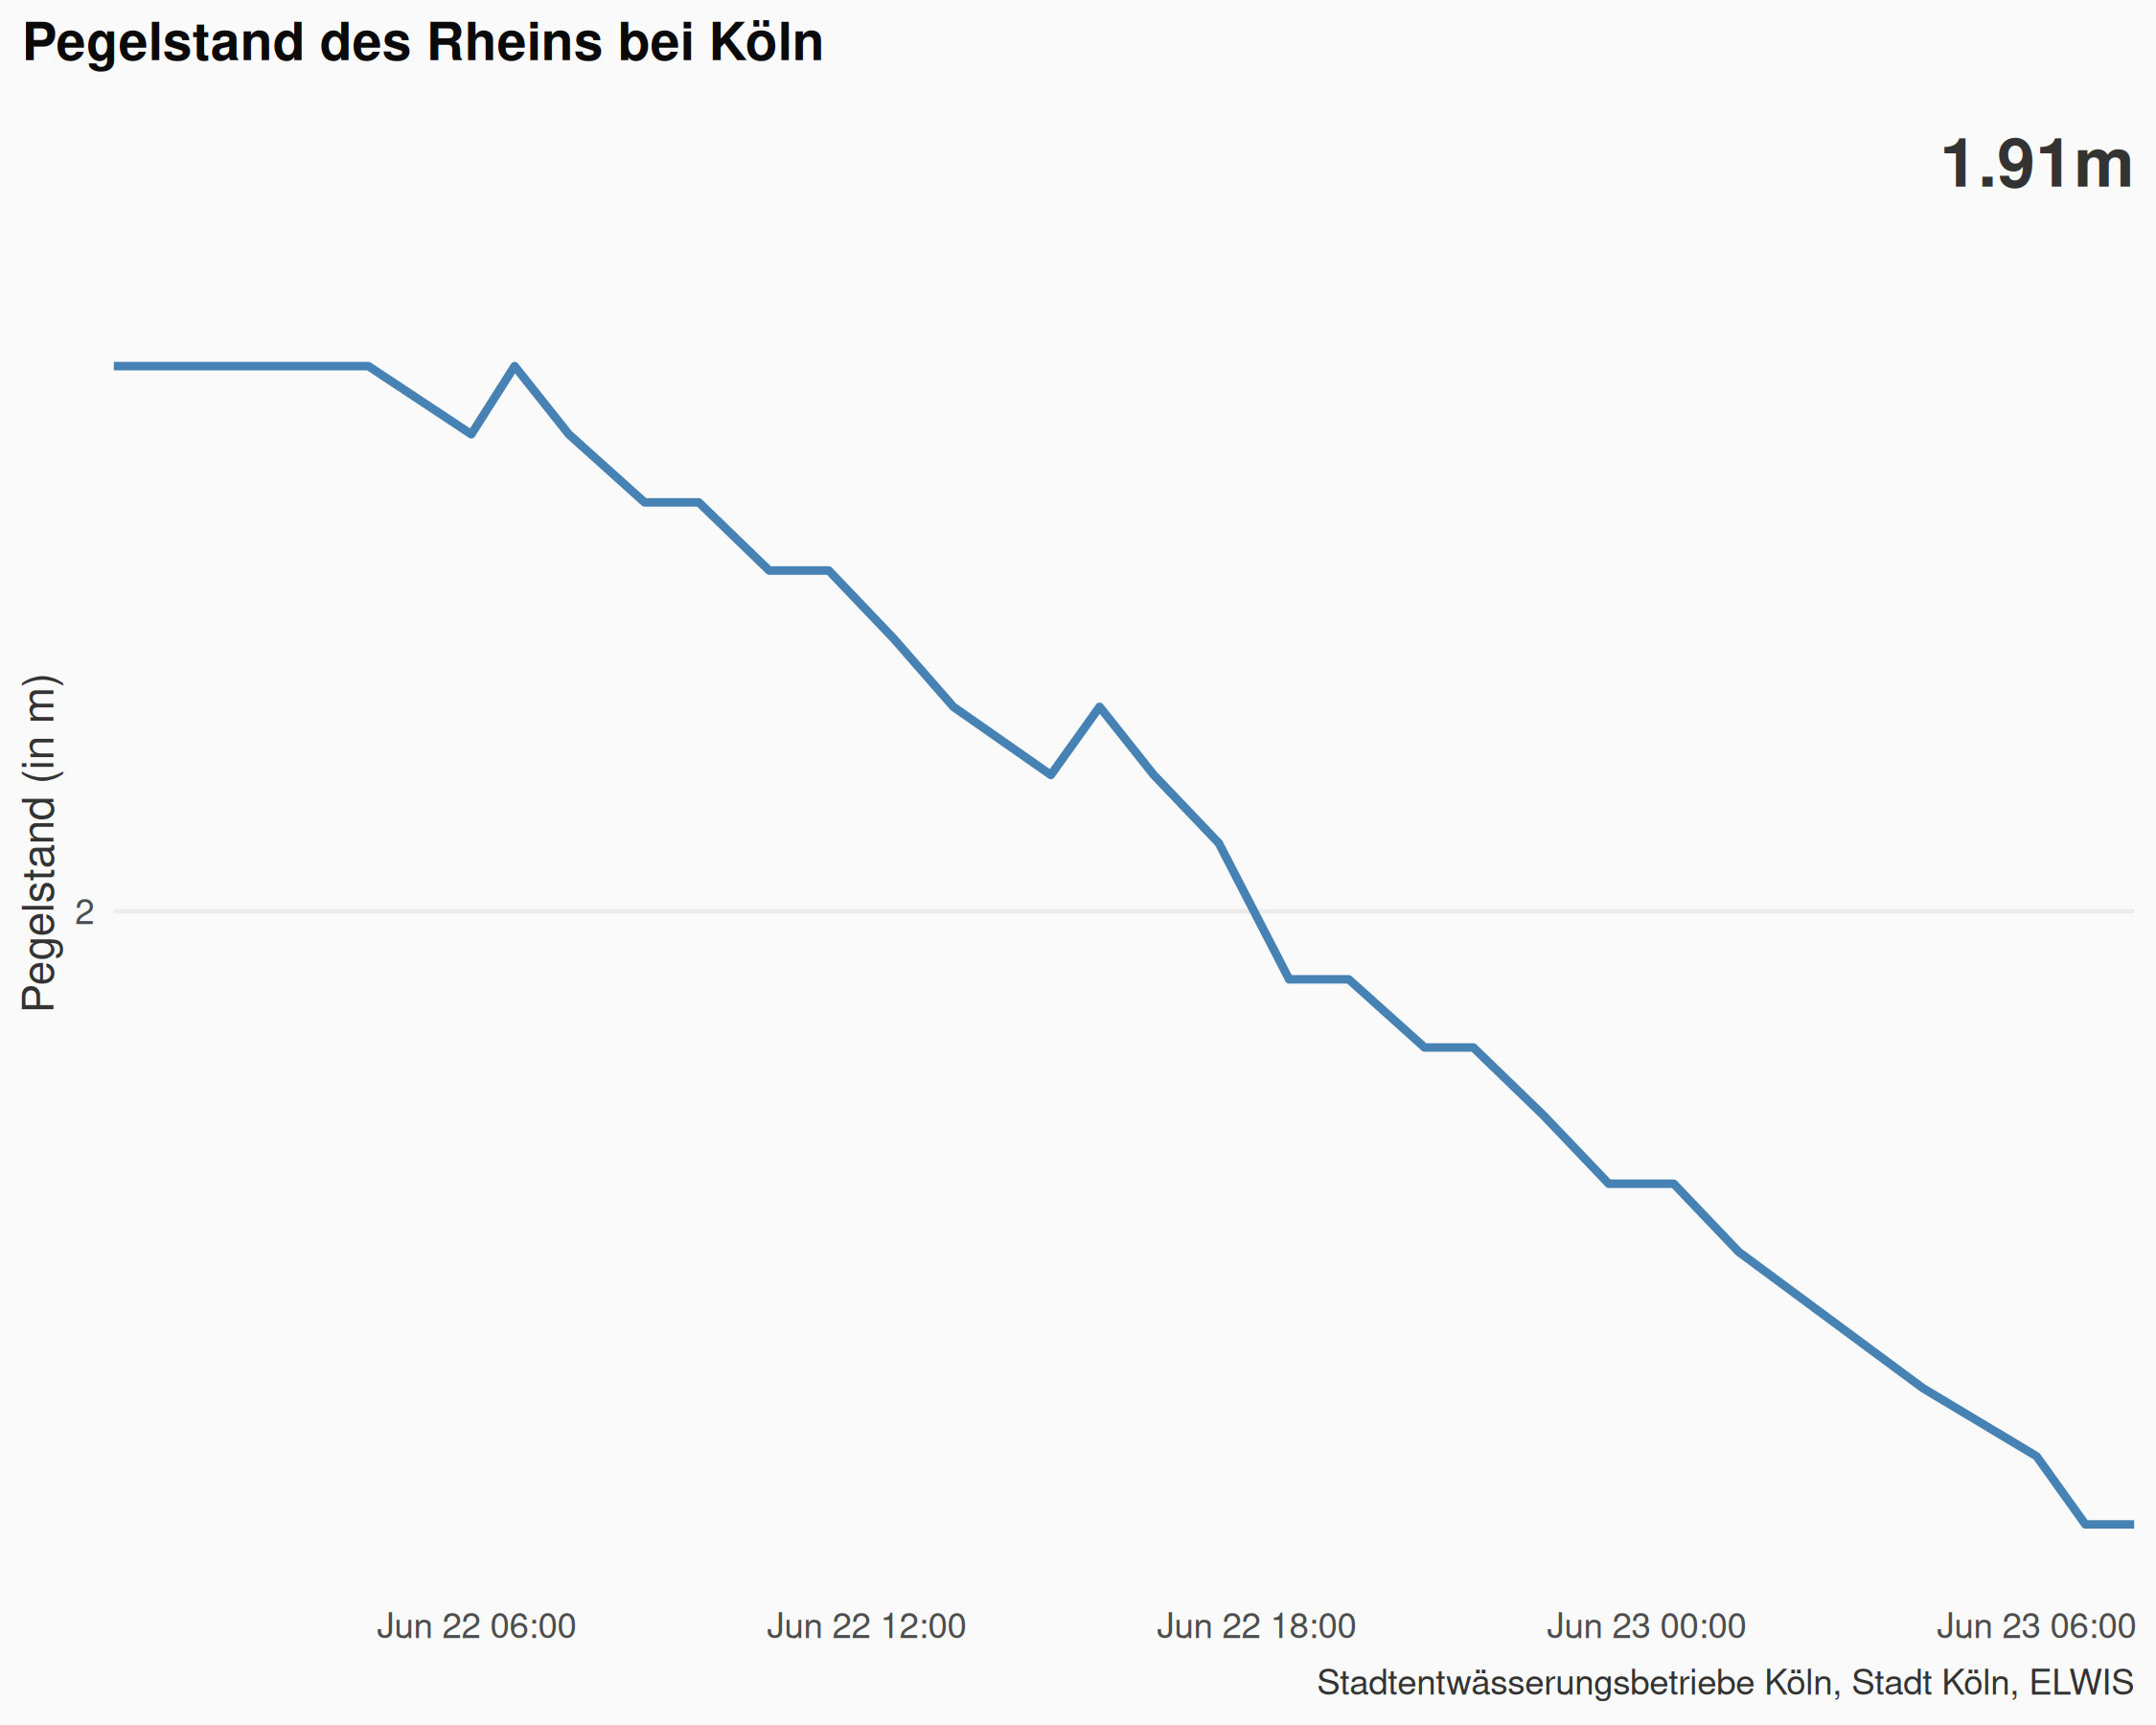 Pegelstand des Rheins bei Köln
1.91m
Pegelstand (in m)
2
Jun 22 06:00 Jun 22 12:00 Jun 22 18:00 Jun 23 00:00 Jun 23 06:00
Stadtentwässerungsbetriebe Köln, Stadt Köln, ELWIS